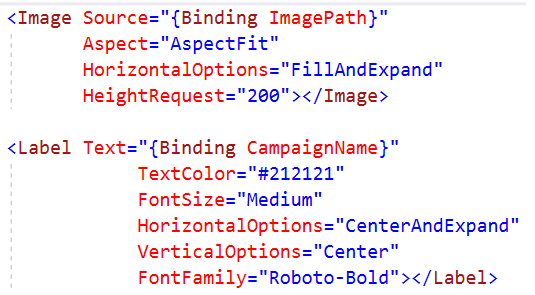 <Image Source="{Binding ImagePath}"
Aspect="AspectFit"
HorizontalOptions="FillAndExpand"
HeightRequest="200"></Image>
<Label Text="{Binding CampaignName}"
TextColor="#212121"
FontSize="Medium"
HorizontalOptions="CenterAndExpand"
VerticalOptions="Center"
FontFamily="Roboto-Bold"></Label>